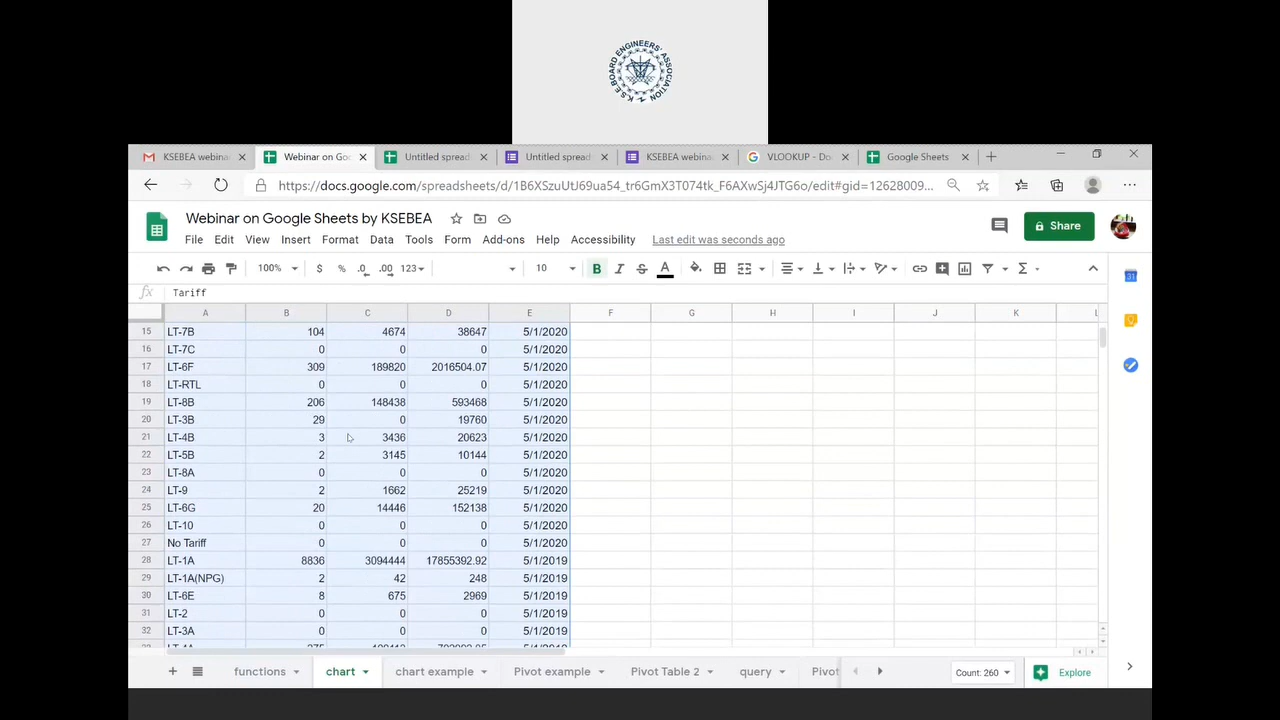 K.S.E.BOARD ENGINEERS' ASSOCIATION
KSEBEA webina
Webinar on Go
Untitled spread
Untitled spread
KSEBEA webina
VLOOKUP - Do
Google Sheets
https://docs.google.com/spreadsheets/d/1B6XSzuUtJ69ua54_tr6GmX3T074tk_F6AXwSj4JTG6o/edit#gid=12628009...
Webinar on Google Sheets by KSEBEA
Share
File Edit View Insert Format Data Tools Form Add-ons Help Accessibility Last edit was seconds ago
100% $ % .0 .00 123 10 B I S A
fx Tariff
A B C D E F G H I J K L
15 LT-7B 104 4674 38647 5/1/2020
16 LT-7C 0 0 0 5/1/2020
17 LT-6F 309 189820 2016504.07 5/1/2020
18 LT-RTL 0 0 0 5/1/2020
19 LT-8B 206 148438 593468 5/1/2020
20 LT-3B 29 0 19760 5/1/2020
21 LT-4B 3 3436 20623 5/1/2020
22 LT-5B 2 3145 10144 5/1/2020
23 LT-8A 0 0 0 5/1/2020
24 LT-9 2 1662 25219 5/1/2020
25 LT-6G 20 14446 152138 5/1/2020
26 LT-10 0 0 0 5/1/2020
27 No Tariff 0 0 0 5/1/2020
28 LT-1A 8836 3094444 17855392.92 5/1/2019
29 LT-1A(NPG) 2 42 248 5/1/2019
30 LT-6E 8 675 2969 5/1/2019
31 LT-2 0 0 0 5/1/2019
32 LT-3A 0 0 0 5/1/2019
functions chart chart example Pivot example Pivot Table 2 query Pivot Count: 260 Explore